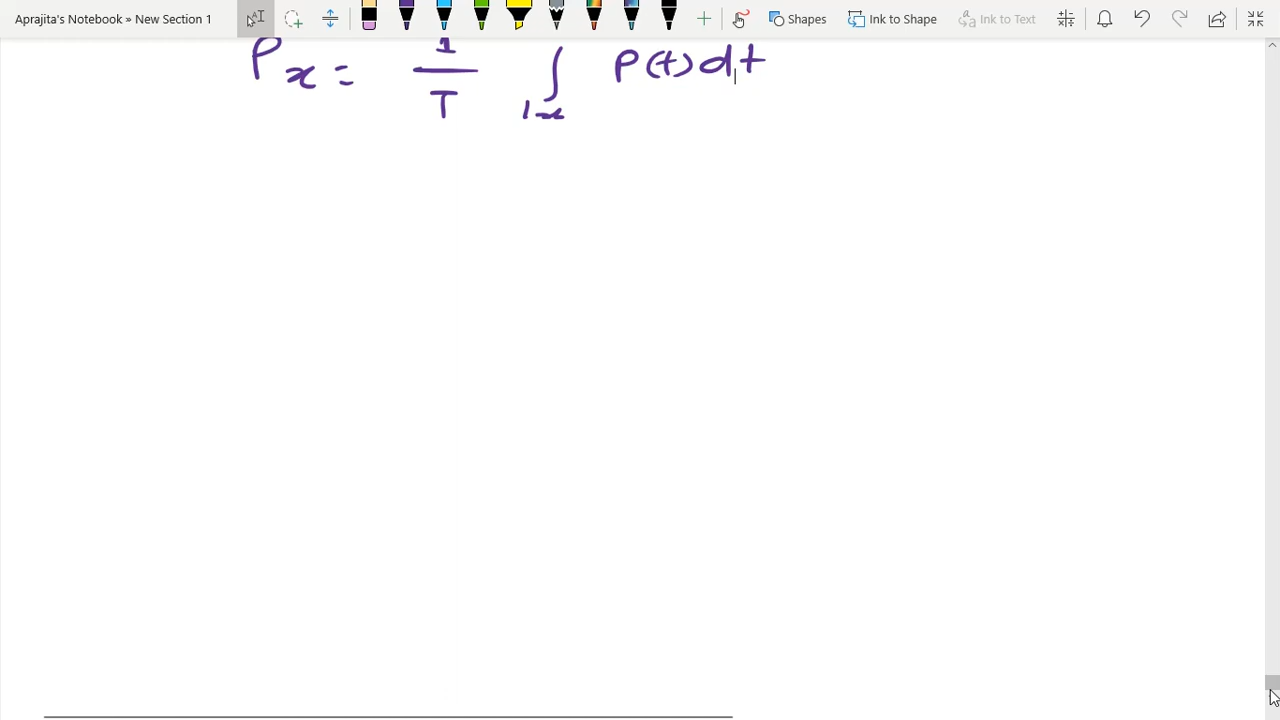 Aprajita's Notebook » New Section 1
Shapes
Ink to Shape
Ink to Text
Px = 1/T ∫ P(t)dt